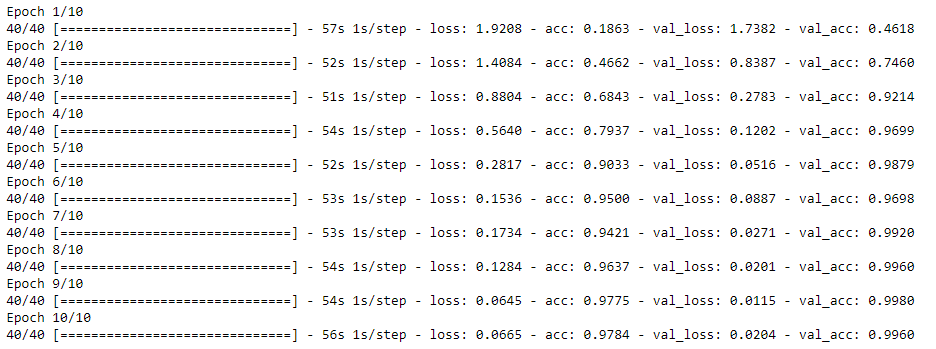 Epoch 1/10
40/40 [==============================] - 57s 1s/step - loss: 1.9208 - acc: 0.1863 - val_loss: 1.7382 - val_acc: 0.4618
Epoch 2/10
40/40 [==============================] - 52s 1s/step - loss: 1.4084 - acc: 0.4662 - val_loss: 0.8387 - val_acc: 0.7460
Epoch 3/10
40/40 [==============================] - 51s 1s/step - loss: 0.8804 - acc: 0.6843 - val_loss: 0.2783 - val_acc: 0.9214
Epoch 4/10
40/40 [==============================] - 54s 1s/step - loss: 0.5640 - acc: 0.7937 - val_loss: 0.1202 - val_acc: 0.9699
Epoch 5/10
40/40 [==============================] - 52s 1s/step - loss: 0.2817 - acc: 0.9033 - val_loss: 0.0516 - val_acc: 0.9879
Epoch 6/10
40/40 [==============================] - 53s 1s/step - loss: 0.1536 - acc: 0.9500 - val_loss: 0.0887 - val_acc: 0.9698
Epoch 7/10
40/40 [==============================] - 53s 1s/step - loss: 0.1734 - acc: 0.9421 - val_loss: 0.0271 - val_acc: 0.9920
Epoch 8/10
40/40 [==============================] - 54s 1s/step - loss: 0.1284 - acc: 0.9637 - val_loss: 0.0201 - val_acc: 0.9960
Epoch 9/10
40/40 [==============================] - 54s 1s/step - loss: 0.0645 - acc: 0.9775 - val_loss: 0.0115 - val_acc: 0.9980
Epoch 10/10
40/40 [==============================] - 56s 1s/step - loss: 0.0665 - acc: 0.9784 - val_loss: 0.0204 - val_acc: 0.9960